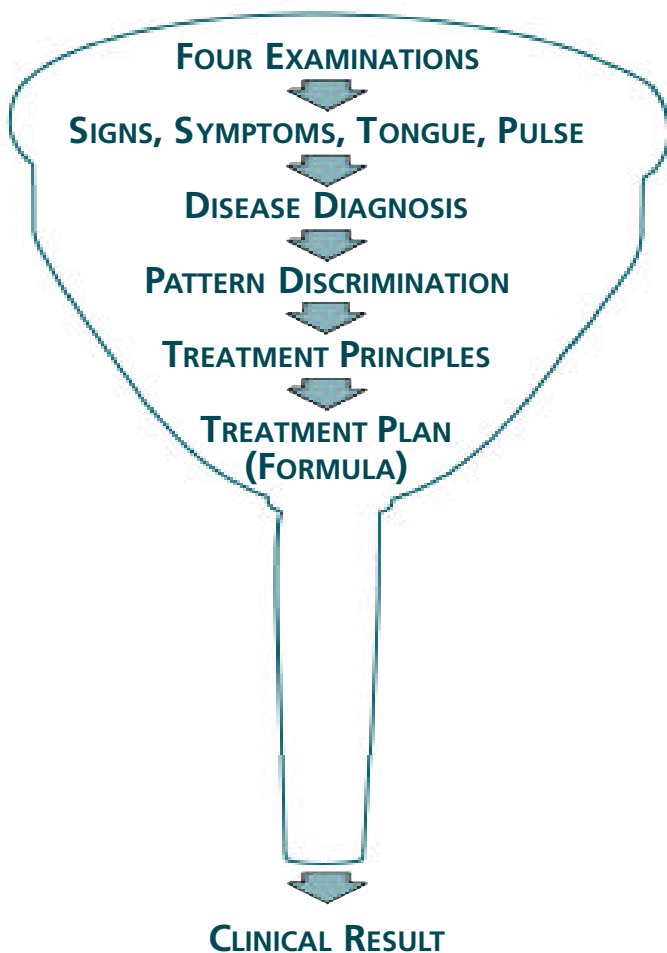 Four Examinations
Signs, Symptoms, Tongue, Pulse
Disease Diagnosis
Pattern Discrimination
Treatment Principles
Treatment Plan
(Formula)
Clinical Result